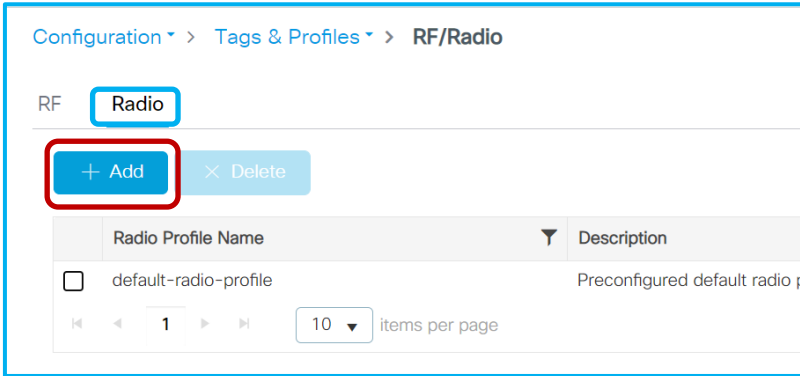 Configuration > Tags & Profiles > RF/Radio
RF Radio
+ Add × Delete
Radio Profile Name Description
default-radio-profile Preconfigured default radio
1 10 items per page